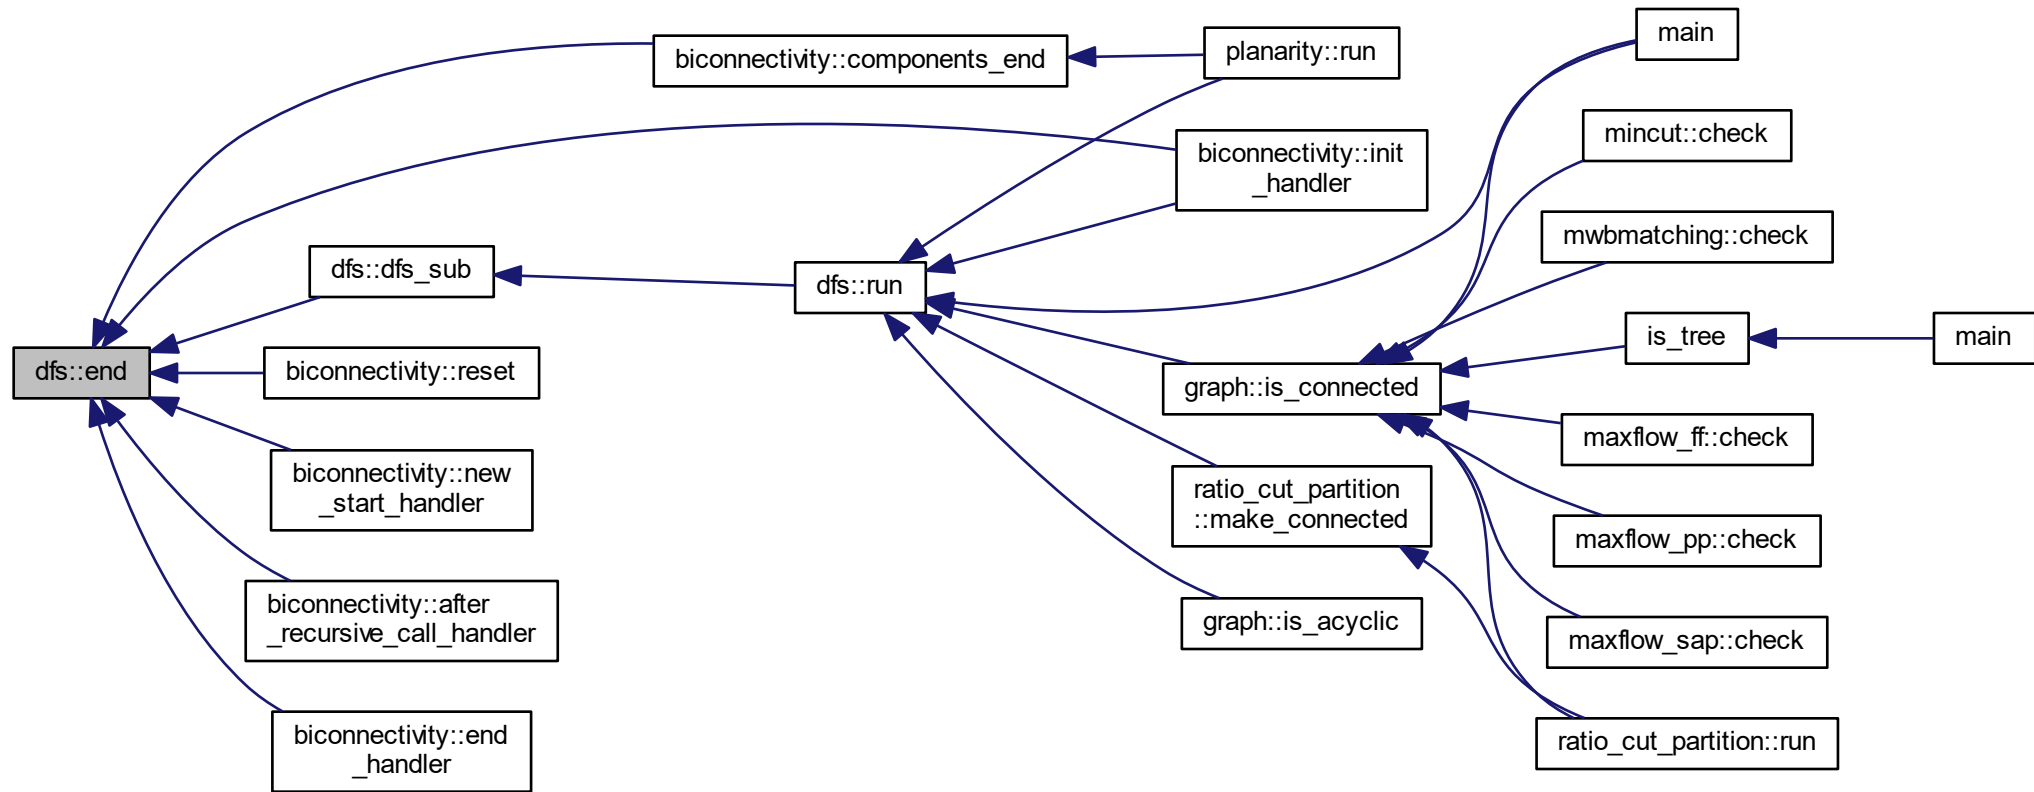 main
planarity::run
biconnectivity::components_end
mincut::check
biconnectivity::init
_handler
mwbmatching::check
dfs::dfs_sub
dfs::run
is_tree
main
dfs::end
biconnectivity::reset
graph::is_connected
maxflow_ff::check
biconnectivity::new
_start_handler
ratio_cut_partition
::make_connected
maxflow_pp::check
biconnectivity::after
_recursive_call_handler
graph::is_acyclic
maxflow_sap::check
biconnectivity::end
_handler
ratio_cut_partition::run